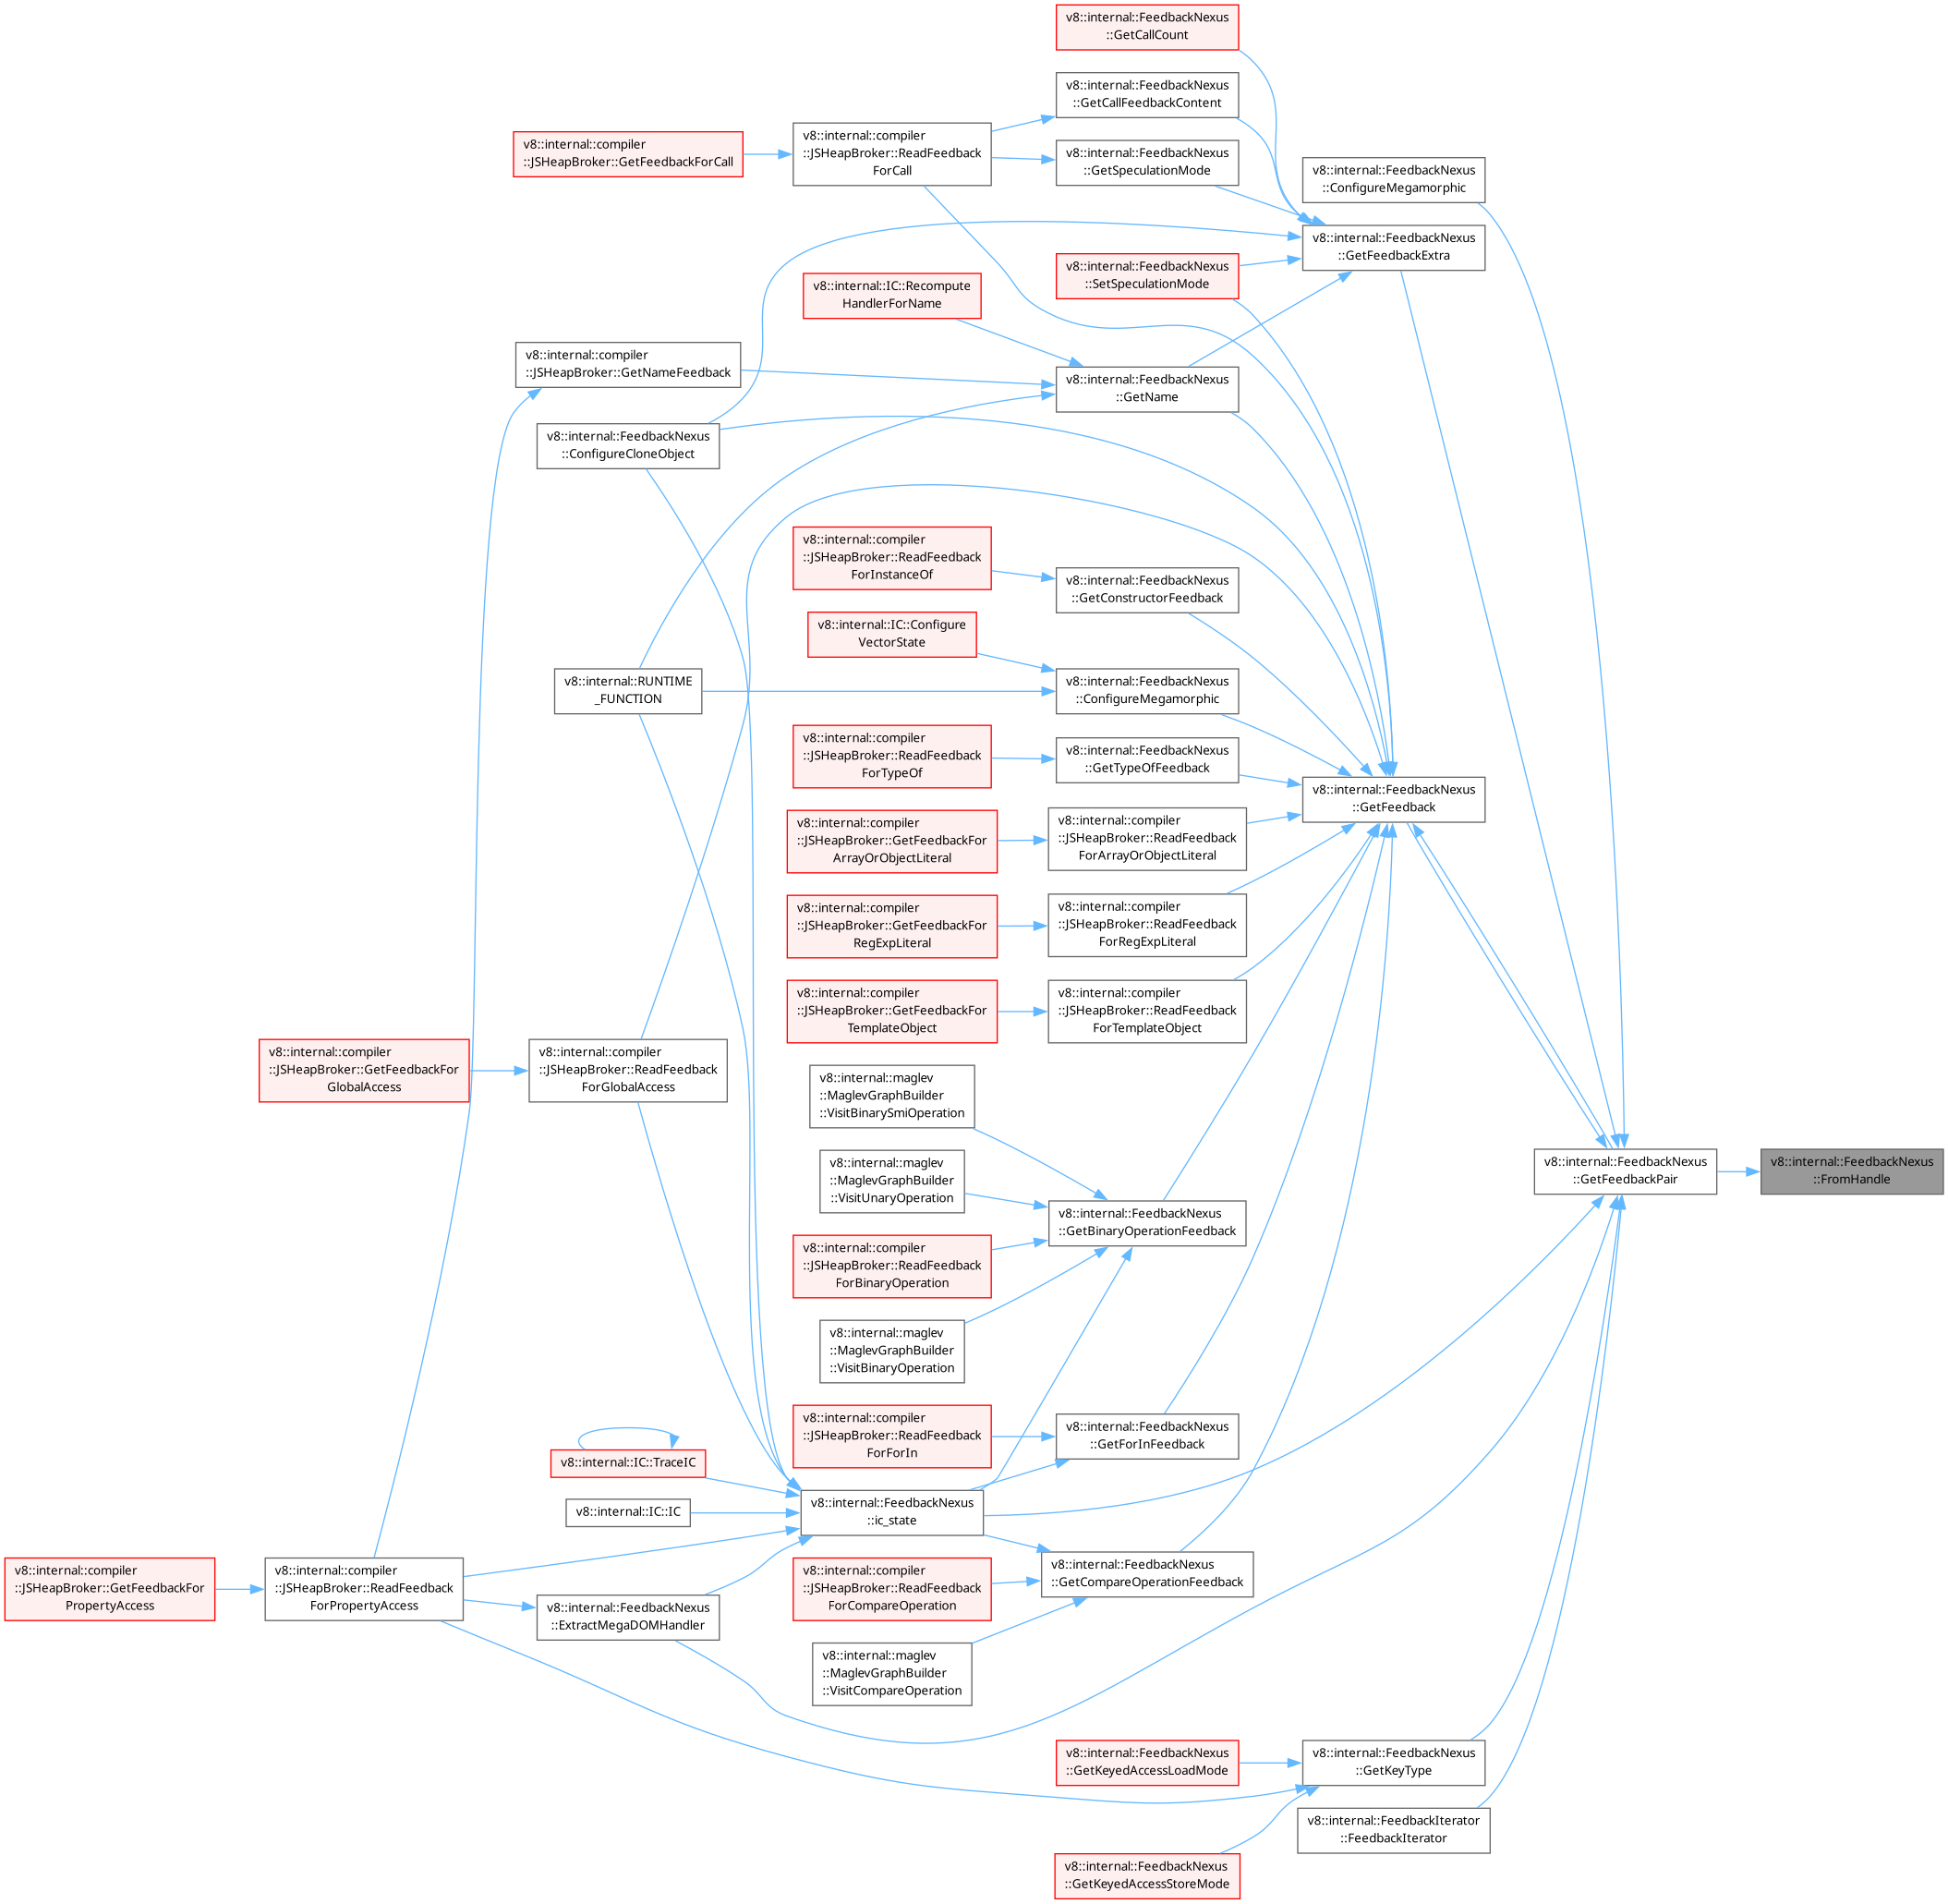 v8::internal::FeedbackNexus
::GetCallCount
v8::internal::FeedbackNexus
::GetCallFeedbackContent
v8::internal::compiler
::JSHeapBroker::ReadFeedback
ForCall
v8::internal::compiler
::JSHeapBroker::GetFeedbackForCall
v8::internal::FeedbackNexus
::GetSpeculationMode
v8::internal::FeedbackNexus
::ConfigureMegamorphic
v8::internal::FeedbackNexus
::GetFeedbackExtra
v8::internal::FeedbackNexus
::SetSpeculationMode
v8::internal::IC::Recompute
HandlerForName
v8::internal::compiler
::JSHeapBroker::GetNameFeedback
v8::internal::FeedbackNexus
::GetName
v8::internal::FeedbackNexus
::ConfigureCloneObject
v8::internal::compiler
::JSHeapBroker::ReadFeedback
ForInstanceOf
v8::internal::FeedbackNexus
::GetConstructorFeedback
v8::internal::IC::Configure
VectorState
v8::internal::RUNTIME
_FUNCTION
v8::internal::FeedbackNexus
::ConfigureMegamorphic
v8::internal::compiler
::JSHeapBroker::ReadFeedback
ForTypeOf
v8::internal::FeedbackNexus
::GetTypeOfFeedback
v8::internal::FeedbackNexus
::GetFeedback
v8::internal::compiler
::JSHeapBroker::GetFeedbackFor
ArrayOrObjectLiteral
v8::internal::compiler
::JSHeapBroker::ReadFeedback
ForArrayOrObjectLiteral
v8::internal::compiler
::JSHeapBroker::GetFeedbackFor
RegExpLiteral
v8::internal::compiler
::JSHeapBroker::ReadFeedback
ForRegExpLiteral
v8::internal::compiler
::JSHeapBroker::GetFeedbackFor
TemplateObject
v8::internal::compiler
::JSHeapBroker::ReadFeedback
ForTemplateObject
v8::internal::compiler
::JSHeapBroker::GetFeedbackFor
GlobalAccess
v8::internal::compiler
::JSHeapBroker::ReadFeedback
ForGlobalAccess
v8::internal::maglev
::MaglevGraphBuilder
::VisitBinarySmiOperation
v8::internal::maglev
::MaglevGraphBuilder
::VisitUnaryOperation
v8::internal::FeedbackNexus
::GetFeedbackPair
v8::internal::FeedbackNexus
::FromHandle
v8::internal::FeedbackNexus
::GetBinaryOperationFeedback
v8::internal::compiler
::JSHeapBroker::ReadFeedback
ForBinaryOperation
v8::internal::maglev
::MaglevGraphBuilder
::VisitBinaryOperation
v8::internal::compiler
::JSHeapBroker::ReadFeedback
ForForIn
v8::internal::FeedbackNexus
::GetForInFeedback
v8::internal::IC::TraceIC
v8::internal::IC::IC
v8::internal::FeedbackNexus
::ic_state
v8::internal::compiler
::JSHeapBroker::GetFeedbackFor
PropertyAccess
v8::internal::compiler
::JSHeapBroker::ReadFeedback
ForPropertyAccess
v8::internal::FeedbackNexus
::ExtractMegaDOMHandler
v8::internal::compiler
::JSHeapBroker::ReadFeedback
ForCompareOperation
v8::internal::FeedbackNexus
::GetCompareOperationFeedback
v8::internal::maglev
::MaglevGraphBuilder
::VisitCompareOperation
v8::internal::FeedbackNexus
::GetKeyedAccessLoadMode
v8::internal::FeedbackNexus
::GetKeyType
v8::internal::FeedbackIterator
::FeedbackIterator
v8::internal::FeedbackNexus
::GetKeyedAccessStoreMode